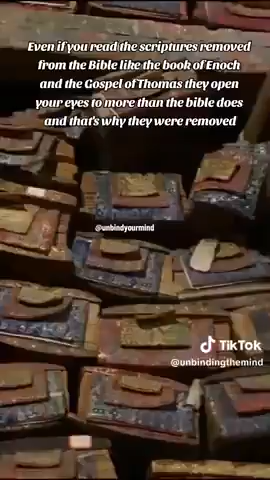 Even if you read the scriptures removed
from the Bible like the book of Enoch
and the Gospel of Thomas they open
your eyes to more than the bible does
and that's why they were removed
@unbindyourmind
TikTok
@unbindingthemind